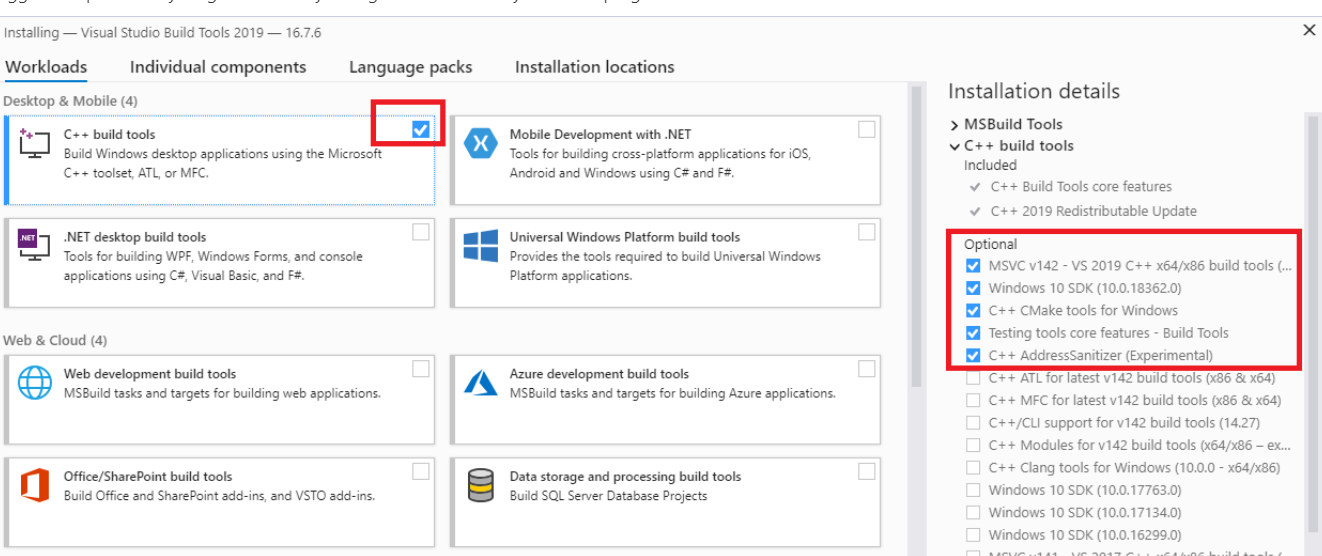 Installing — Visual Studio Build Tools 2019 — 16.7.6
Workloads Individual components Language packs Installation locations
Desktop & Mobile (4)
C++ build tools
Build Windows desktop applications using the Microsoft
C++ toolset, ATL, or MFC.
Mobile Development with .NET
Tools for building cross-platform applications for iOS,
Android and Windows using C# and F#.
.NET
.NET desktop build tools
Tools for building WPF, Windows Forms, and console
applications using C#, Visual Basic, and F#.
Universal Windows Platform build tools
Provides the tools required to build Universal Windows
Platform applications.
Web & Cloud (4)
Web development build tools
MSBuild tasks and targets for building web applications.
Azure development build tools
MSBuild tasks and targets for building Azure applications.
Office/SharePoint build tools
Build Office and SharePoint add-ins, and VSTO add-ins.
Data storage and processing build tools
Build SQL Server Database Projects
Installation details
MSBuild Tools
C++ build tools
Included
C++ Build Tools core features
C++ 2019 Redistributable Update
Optional
MSVC v142 - VS 2019 C++ x64/x86 build tools (...
Windows 10 SDK (10.0.18362.0)
C++ CMake tools for Windows
Testing tools core features - Build Tools
C++ AddressSanitizer (Experimental)
C++ ATL for latest v142 build tools (x86 & x64)
C++ MFC for latest v142 build tools (x86 & x64)
C++/CLI support for v142 build tools (14.27)
C++ Modules for v142 build tools (x64/x86 – ex...
C++ Clang tools for Windows (10.0.0 - x64/x86)
Windows 10 SDK (10.0.17763.0)
Windows 10 SDK (10.0.17134.0)
Windows 10 SDK (10.0.16299.0)